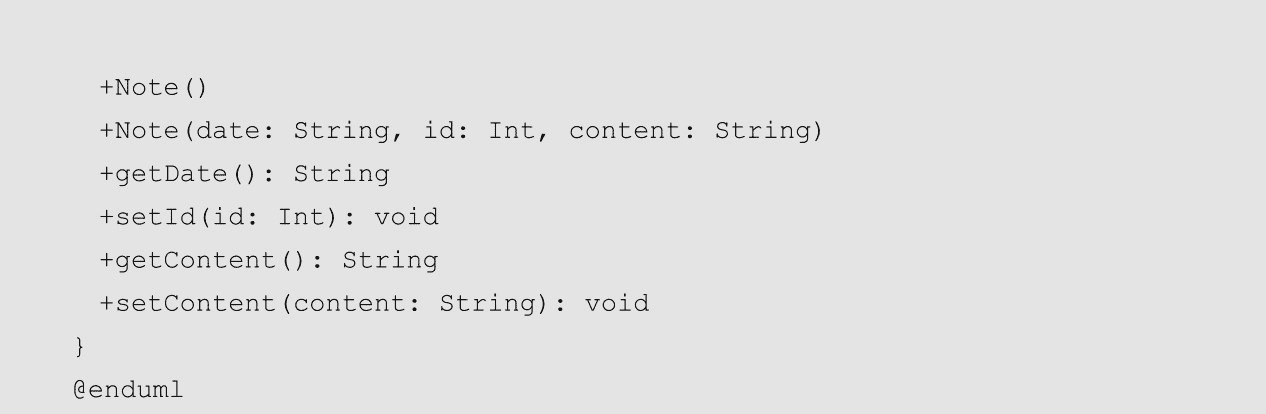 +Note()
+Note(date: String, id: Int, content: String)
+getDate(): String
+setId(id: Int): void
+getContent(): String
+setContent(content: String): void
}
@enduml